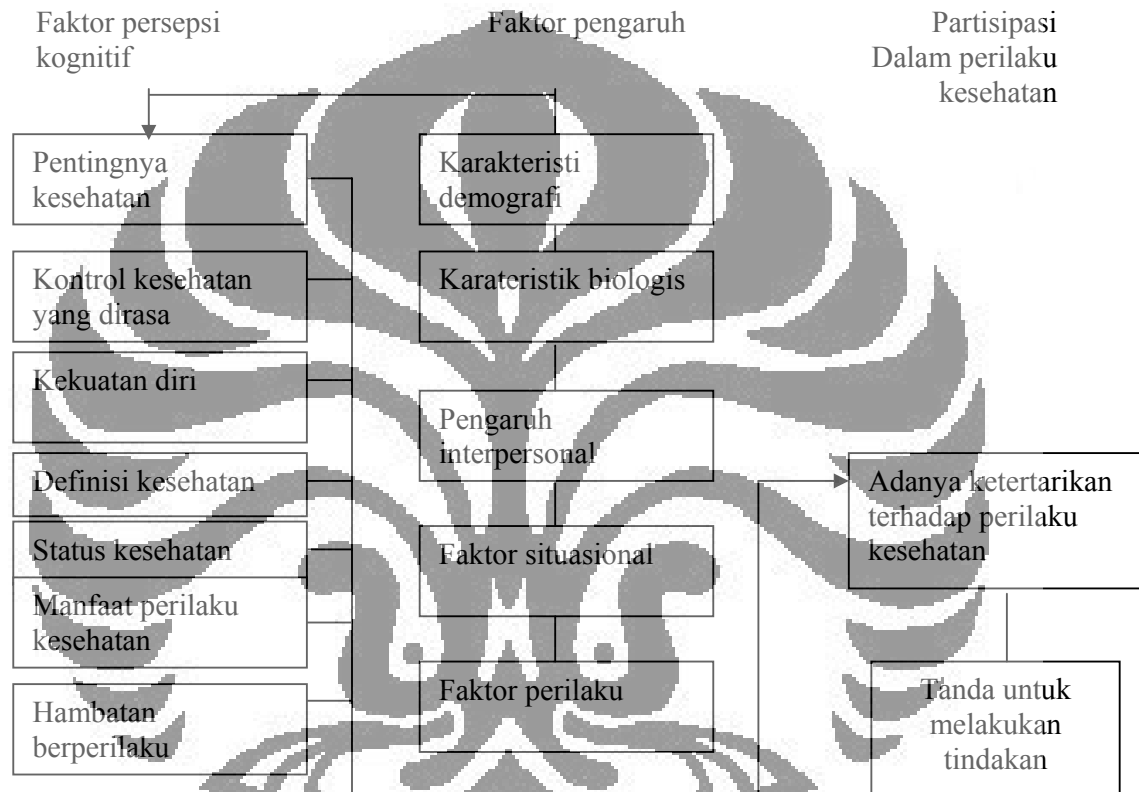 Faktor persepsi
kognitif
Faktor pengaruh
Partisipasi
Dalam perilaku
kesehatan
Pentingnya
kesehatan
Kontrol kesehatan
yang dirasa
Kekuatan diri
Definisi kesehatan
Status kesehatan
Manfaat perilaku
kesehatan
Hambatan
berperilaku
Karakteristi
demografi
Karateristik biologis
Pengaruh
interpersonal
Faktor situasional
Faktor perilaku
Adanya ketertarikan
terhadap perilaku
kesehatan
Tanda untuk
melakukan
tindakan